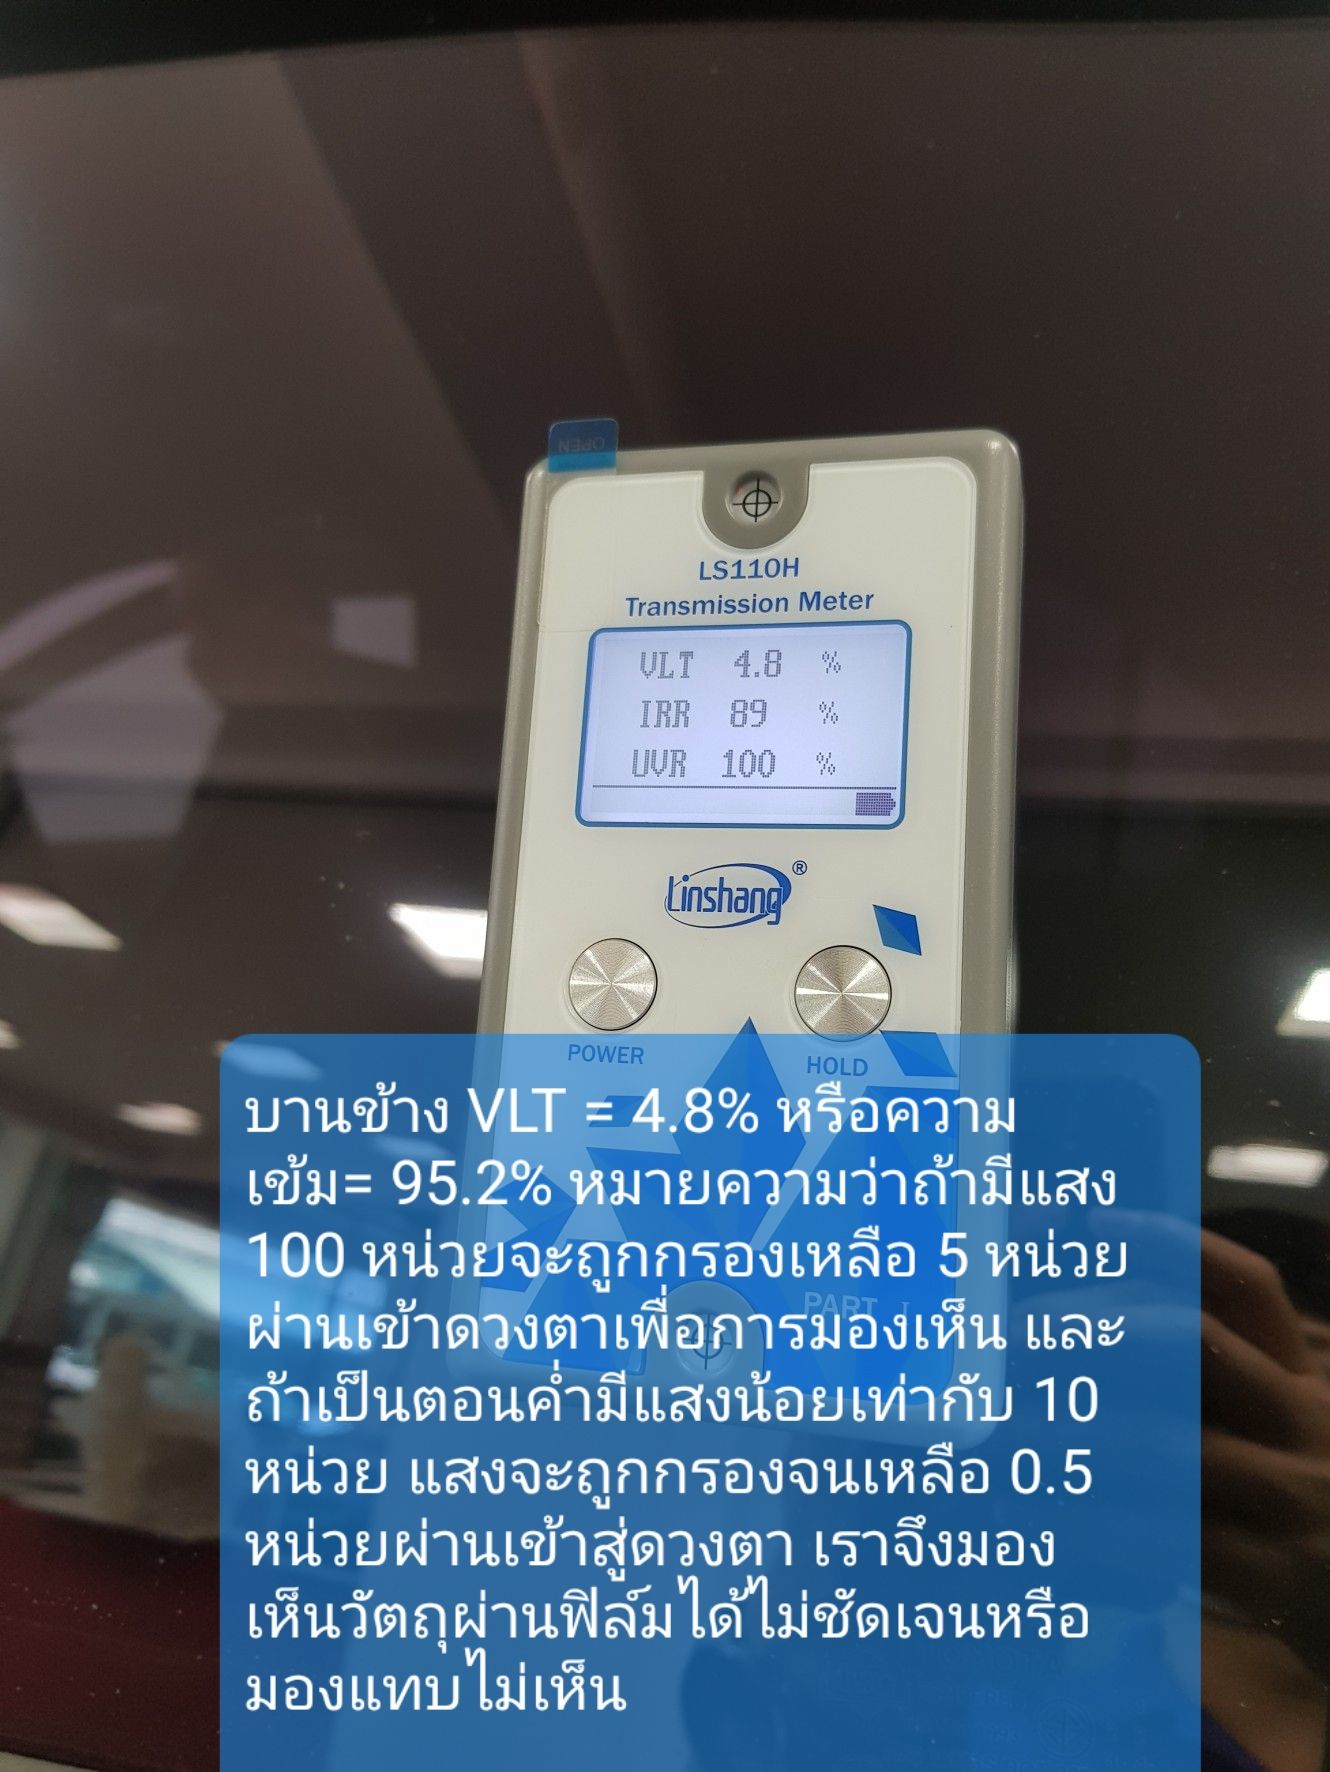 OPEN
LS110H
Transmission Meter
VLT 4.8 %
IRR 89 %
UVR 100 %
Linshang®
POWER
HOLD
บานข้าง VLT = 4.8% หรือความ
เข้ม= 95.2% หมายความว่าถ้ามีแสง
100 หน่วยจะถูกกรองเหลือ 5 หน่วย
ผ่านเข้าดวงตาเพื่อการมองเห็น และ
ถ้าเป็นตอนค่ำมีแสงน้อยเท่ากับ 10
หน่วย แสงจะถูกกรองจนเหลือ 0.5
หน่วยผ่านเข้าสู่ดวงตา เราจึงมอง
เห็นวัตถุผ่านฟิล์มได้ไม่ชัดเจนหรือ
มองแทบไม่เห็น
PART I